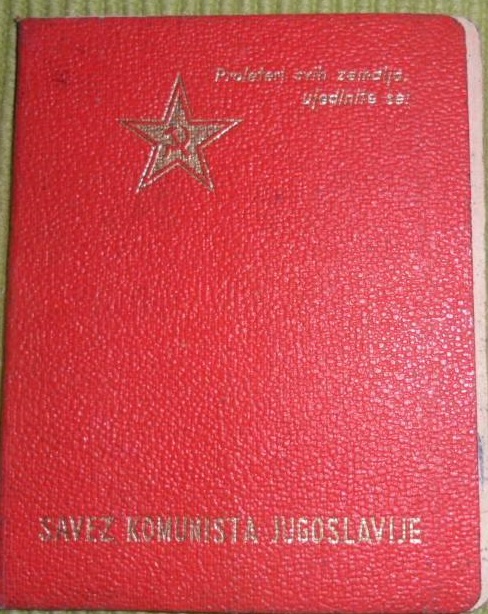 Proleteri svih zemalja,
ujedinite se!
SAVEZ KOMUNISTA JUGOSLAVIJE